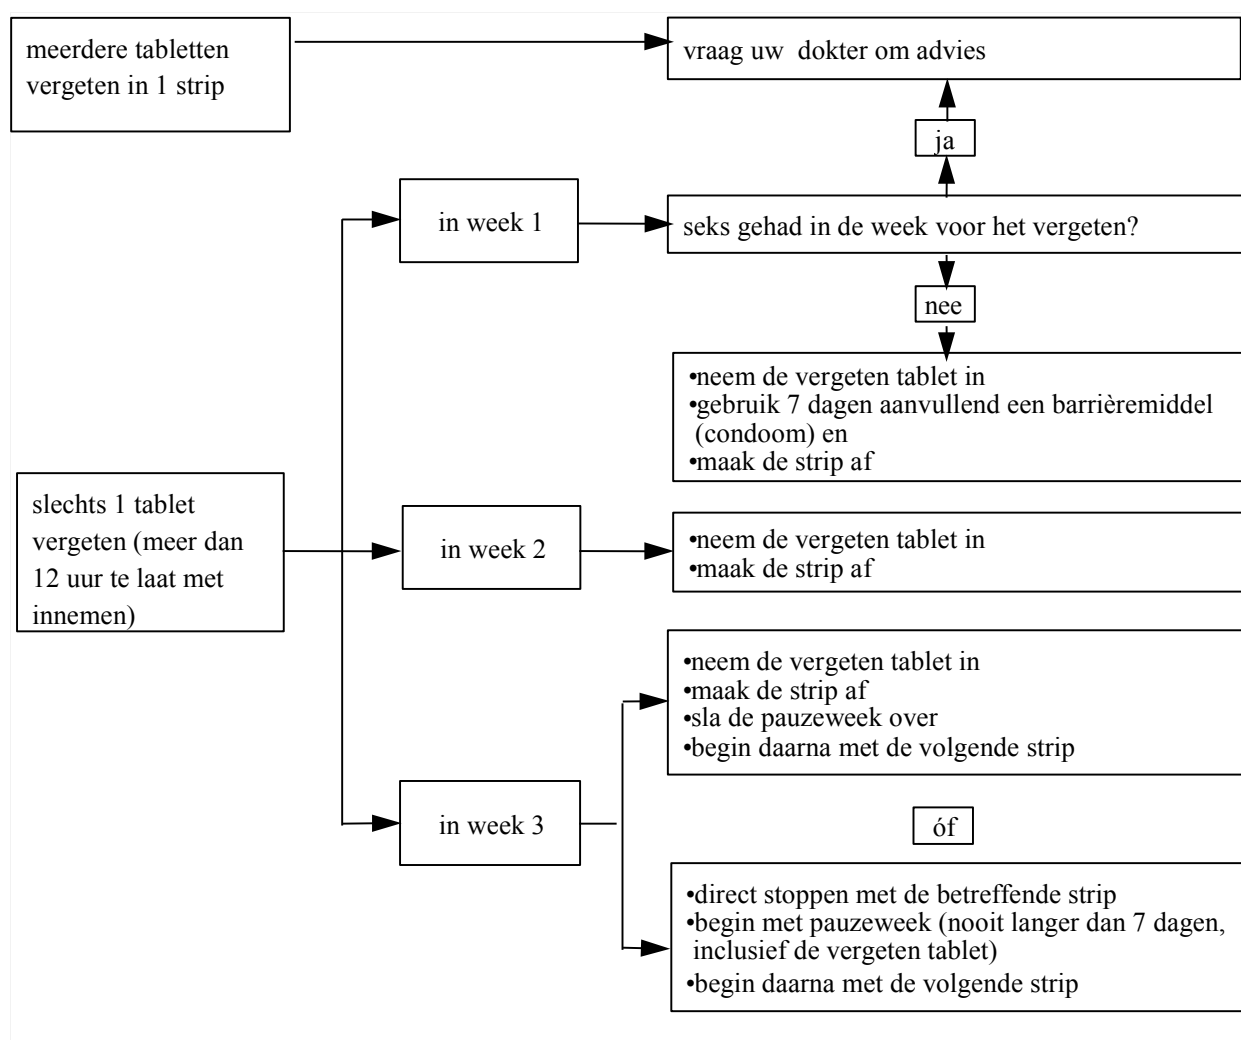 meerdere tabletten
vergeten in 1 strip
vraag uw dokter om advies
ja
in week 1
seks gehad in de week voor het vergeten?
nee
•neem de vergeten tablet in
•gebruik 7 dagen aanvullend een barrièremiddel
(condoom) en
•maak de strip af
slechts 1 tablet
vergeten (meer dan
12 uur te laat met
innemen)
in week 2
•neem de vergeten tablet in
•maak de strip af
in week 3
•neem de vergeten tablet in
•maak de strip af
•sla de pauzeweek over
•begin daarna met de volgende strip
óf
•direct stoppen met de betreffende strip
•begin met pauzeweek (nooit langer dan 7 dagen,
inclusief de vergeten tablet)
•begin daarna met de volgende strip